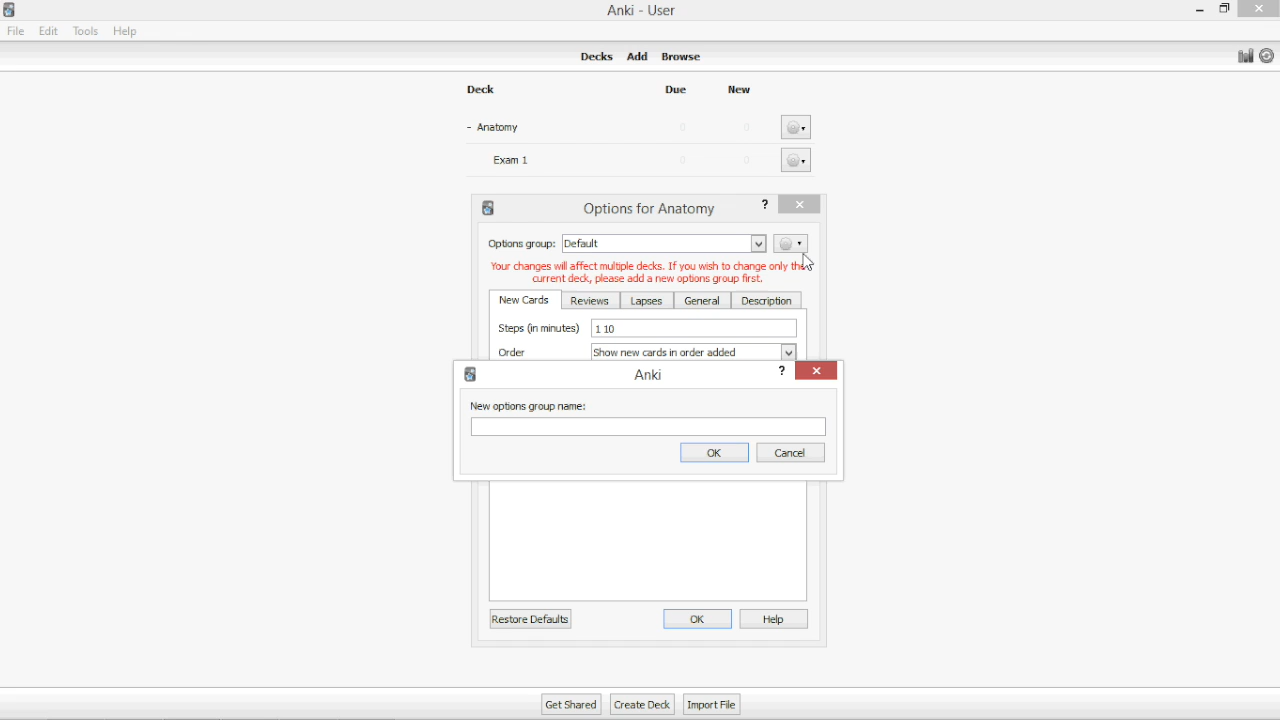 Anki - User
File Edit Tools Help
Decks Add Browse
Deck Due New
- Anatomy 0 0
Exam 1 0 0
Options for Anatomy ?
Options group: Default
Your changes will affect multiple decks. If you wish to change only the
current deck, please add a new options group first.
New Cards Reviews Lapses General Description
Steps (in minutes) 1 10
Order Show new cards in order added
Anki ?
New options group name:
OK Cancel
Restore Defaults OK Help
Get Shared Create Deck Import File